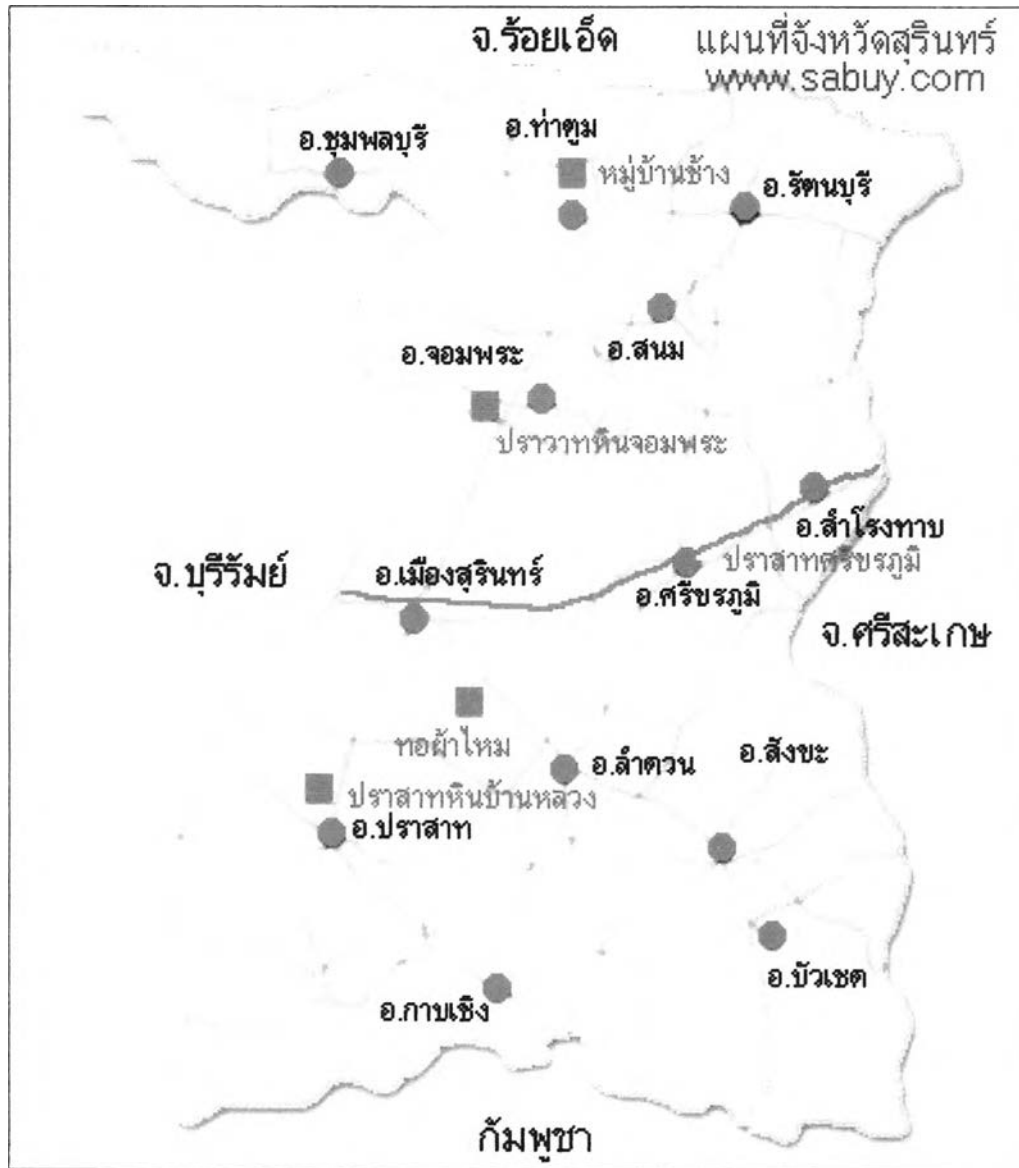 จ.ร้อยเอ็ด
แผนที่จังหวัดสุรินทร์
www.sabuy.com
อ.ชุมพลบุรี
อ.ท่าตูม
หมู่บ้านช้าง
อ.รัตนบุรี
อ.จอมพระ
อ.สนม
ปราวาทหินจอมพระ
อ.สำโรงทาบ
ปราสาทศรีขรภูมิ
จ.บุรีรัมย์
อ.เมืองสุรินทร์
อ.ศรีขรภูมิ
จ.ศรีสะเกษ
ทอผ้าไหม
อ.ลำดวน
อ.สังขะ
ปราสาทหินบ้านหลวง
อ.ปราสาท
อ.บัวเชด
อ.กาบเชิง
กัมพูชา